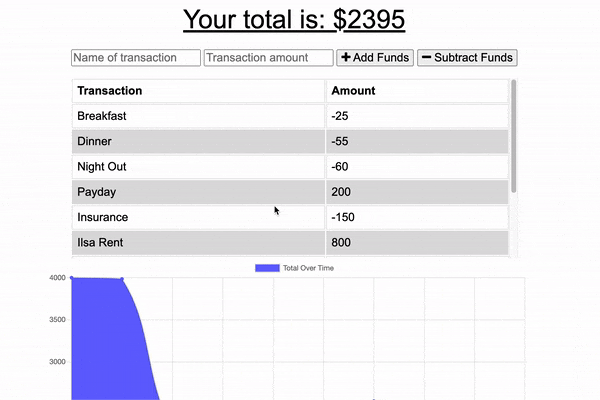 Your total is: $2395
Name of transaction Transaction amount + Add Funds − Subtract Funds
Transaction Amount
Breakfast -25
Dinner -55
Night Out -60
Payday 200
Insurance -150
Ilsa Rent 800
Total Over Time
4000
3500
3000